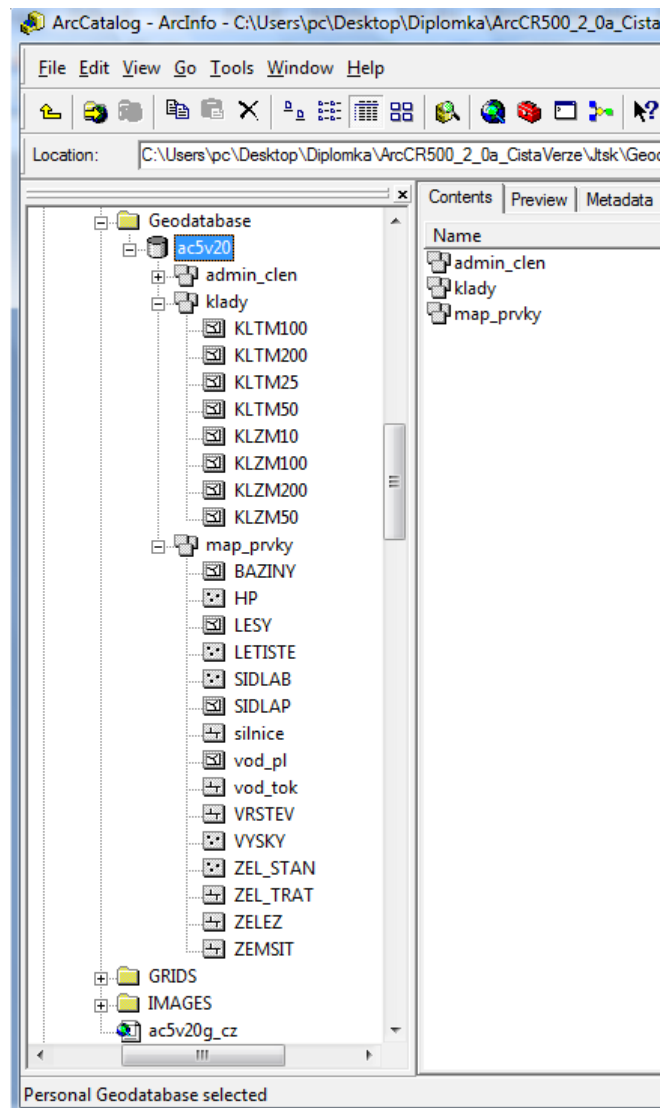 ArcCatalog - ArcInfo - C:\Users\pc\Desktop\Diplomka\ArcCR500_2_0a_Cista
File Edit View Go Tools Window Help
Location: C:\Users\pc\Desktop\Diplomka\ArcCR500_2_0a_CistaVerze\Jtsk\Geod
Geodatabase
ac5v20
admin_clen
klady
KLTM100
KLTM200
KLTM25
KLTM50
KLZM10
KLZM100
KLZM200
KLZM50
map_prvky
BAZINY
HP
LESY
LETISTE
SIDLAB
SIDLAP
silnice
vod_pl
vod_tok
VRSTEV
VYSKY
ZEL_STAN
ZEL_TRAT
ZELEZ
ZEMSIT
GRIDS
IMAGES
ac5v20g_cz
Contents Preview Metadata
Name
admin_clen
klady
map_prvky
Personal Geodatabase selected